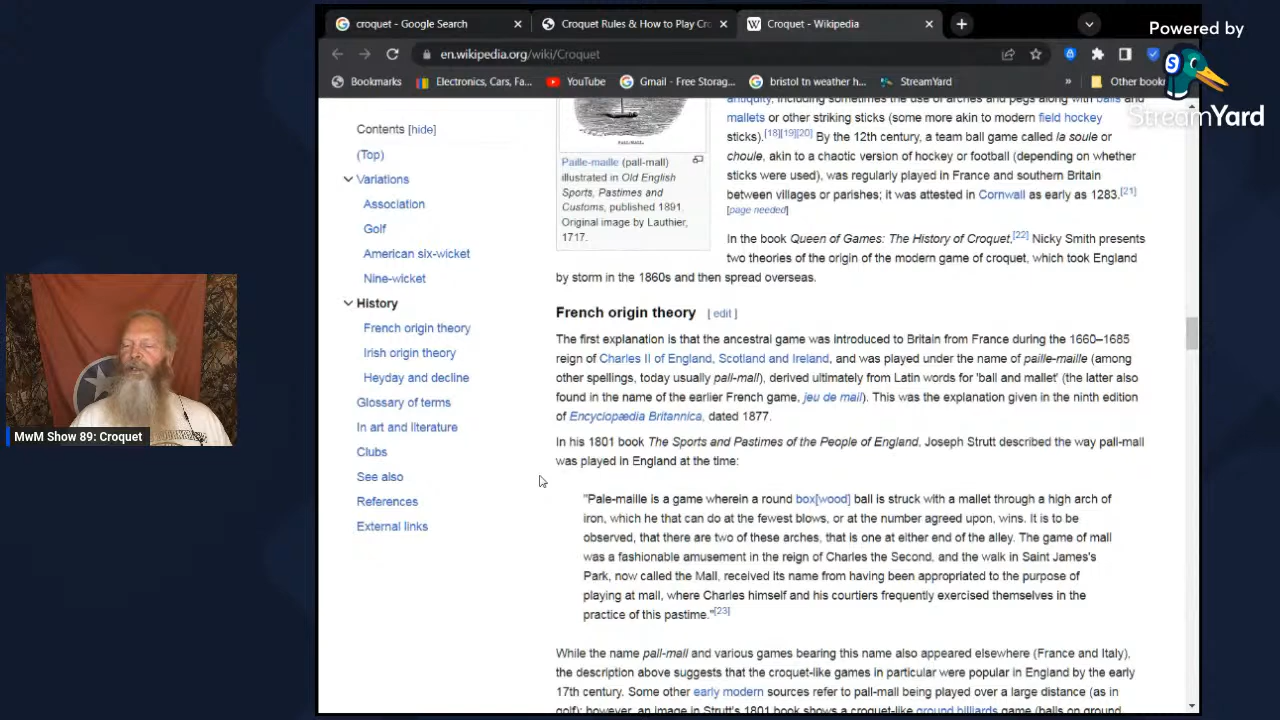 croquet - Google Search
Croquet Rules & How to Play Cr
Croquet - Wikipedia
Powered by
StreamYard
en.wikipedia.org/wiki/Croquet
Bookmarks
Electronics, Cars, Fa...
YouTube
Gmail - Free Storag...
bristol tn weather h...
StreamYard
»
Other book
Contents [hide]
(Top)
Variations
Association
Golf
American six-wicket
Nine-wicket
History
French origin theory
Irish origin theory
Heyday and decline
Glossary of terms
In art and literature
Clubs
See also
References
External links
Paille-maille (pall-mall)
illustrated in Old English
Sports, Pastimes and
Customs, published 1891.
Original image by Lauthier,
1717.
antiquity, including sometimes the use of arches and pegs along with balls and
mallets or other striking sticks (some more akin to modern field hockey
sticks).[18][19][20] By the 12th century, a team ball game called la soule or
choule, akin to a chaotic version of hockey or football (depending on whether
sticks were used), was regularly played in France and southern Britain
between villages or parishes; it was attested in Cornwall as early as 1283.[21]
[page needed]
In the book Queen of Games: The History of Croquet,[22] Nicky Smith presents
two theories of the origin of the modern game of croquet, which took England
by storm in the 1860s and then spread overseas.
French origin theory [ edit ]
The first explanation is that the ancestral game was introduced to Britain from France during the 1660–1685
reign of Charles II of England, Scotland and Ireland, and was played under the name of paille-maille (among
other spellings, today usually pall-mall), derived ultimately from Latin words for 'ball and mallet' (the latter also
found in the name of the earlier French game, jeu de mail). This was the explanation given in the ninth edition
of Encyclopædia Britannica, dated 1877.
In his 1801 book The Sports and Pastimes of the People of England, Joseph Strutt described the way pall-mall
was played in England at the time:
"Pale-maille is a game wherein a round box[wood] ball is struck with a mallet through a high arch of
iron, which he that can do at the fewest blows, or at the number agreed upon, wins. It is to be
observed, that there are two of these arches, that is one at either end of the alley. The game of mall
was a fashionable amusement in the reign of Charles the Second, and the walk in Saint James's
Park, now called the Mall, received its name from having been appropriated to the purpose of
playing at mall, where Charles himself and his courtiers frequently exercised themselves in the
practice of this pastime."[23]
While the name pall-mall and various games bearing this name also appeared elsewhere (France and Italy),
the description above suggests that the croquet-like games in particular were popular in England by the early
17th century. Some other early modern sources refer to pall-mall being played over a large distance (as in
golf); however, an image in Strutt's 1801 book shows a croquet-like ground billiards game (balls on ground,
MwM Show 89: Croquet